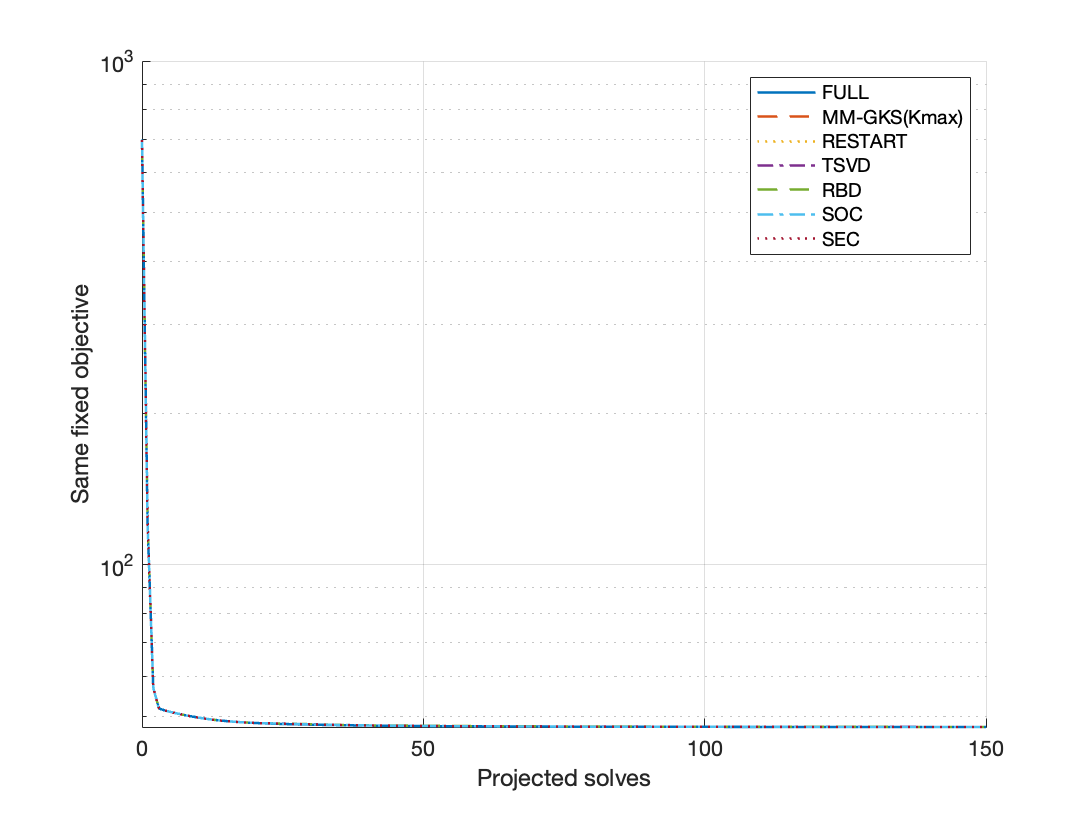 10^3
FULL
MM-GKS(Kmax)
RESTART
TSVD
RBD
SOC
SEC
Same fixed objective
10^2
0 50 100 150
Projected solves